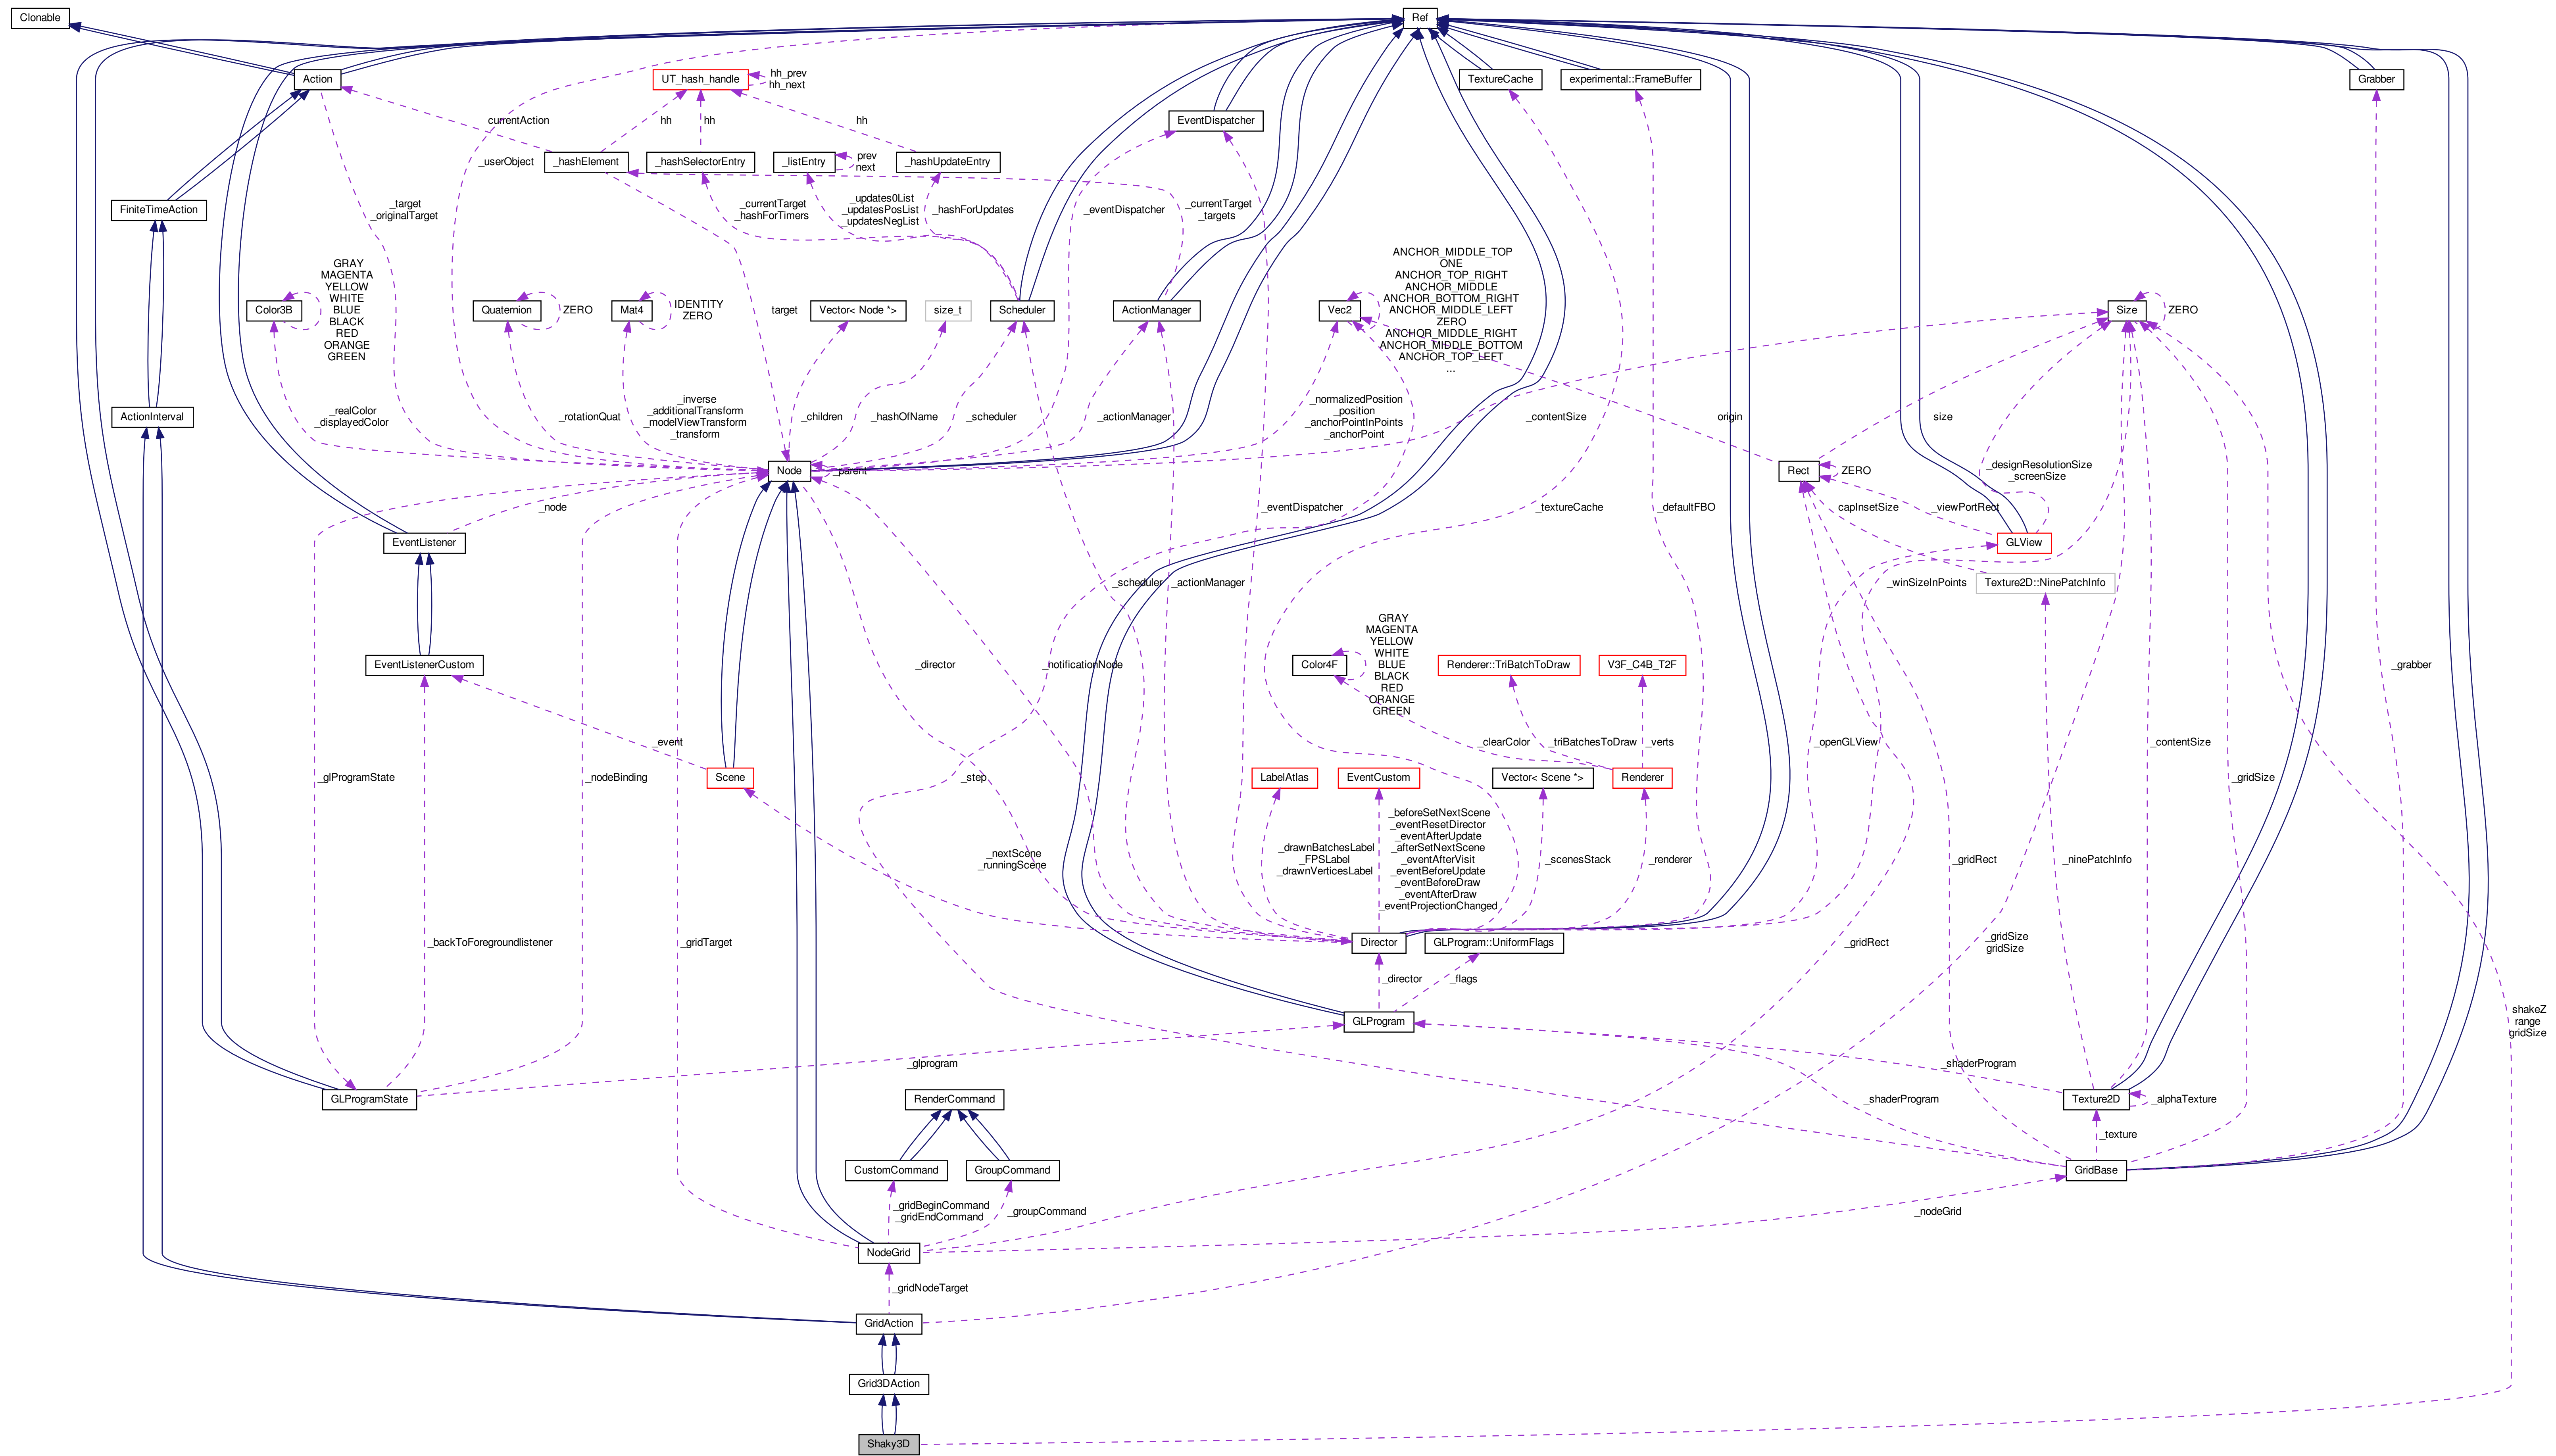 Clonable
Ref
Action
UT_hash_handle
hh_prev
hh_next
TextureCache
experimental::FrameBuffer
Grabber
currentAction
hh
hh
hh
EventDispatcher
_userObject
_hashElement
_hashSelectorEntry
_listEntry
prev
next
_hashUpdateEntry
FiniteTimeAction
_target
_originalTarget
_currentTarget
_hashForTimers
_updates0List
_updatesPosList
_updatesNegList
_hashForUpdates
_eventDispatcher
_currentTarget
_targets
GRAY
MAGENTA
YELLOW
WHITE
BLUE
BLACK
RED
ORANGE
GREEN
Color3B
Quaternion
ZERO
Mat4
IDENTITY
ZERO
target
Vector< Node *>
size_t
Scheduler
ActionManager
Vec2
ANCHOR_MIDDLE_TOP
ONE
ANCHOR_TOP_RIGHT
ANCHOR_MIDDLE
ANCHOR_BOTTOM_RIGHT
ANCHOR_MIDDLE_LEFT
ZERO
ANCHOR_MIDDLE_RIGHT
ANCHOR_MIDDLE_BOTTOM
ANCHOR_TOP_LEFT
...
Size
ZERO
ActionInterval
_realColor
_displayedColor
_rotationQuat
_inverse
_additionalTransform
_modelViewTransform
_transform
_children
_hashOfName
_scheduler
_actionManager
_normalizedPosition
_position
_anchorPointInPoints
_anchorPoint
_contentSize
origin
size
Node
_parent
Rect
ZERO
_designResolutionSize
_screenSize
_node
_eventDispatcher
_textureCache
_defaultFBO
capInsetSize
_viewPortRect
EventListener
GLView
_scheduler
_actionManager
_winSizeInPoints
Texture2D::NinePatchInfo
GRAY
MAGENTA
YELLOW
WHITE
BLUE
BLACK
RED
ORANGE
GREEN
EventListenerCustom
_director
_notificationNode
Color4F
Renderer::TriBatchToDraw
V3F_C4B_T2F
_grabber
_event
_clearColor
_triBatchesToDraw
_verts
_openGLView
_contentSize
_glProgramState
_nodeBinding
Scene
_step
LabelAtlas
EventCustom
Vector< Scene *>
Renderer
_gridSize
_nextScene
_runningScene
_drawnBatchesLabel
_FPSLabel
_drawnVerticesLabel
_beforeSetNextScene
_eventResetDirector
_eventAfterUpdate
_afterSetNextScene
_eventAfterVisit
_eventBeforeUpdate
_eventBeforeDraw
_eventAfterDraw
_eventProjectionChanged
_scenesStack
_renderer
_gridRect
_ninePatchInfo
_backToForegroundlistener
_gridTarget
Director
GLProgram::UniformFlags
_gridRect
_gridSize
gridSize
_director
_flags
GLProgram
shakeZ
range
gridSize
_glprogram
_shaderProgram
GLProgramState
RenderCommand
_shaderProgram
Texture2D
_alphaTexture
_texture
CustomCommand
GroupCommand
GridBase
_gridBeginCommand
_gridEndCommand
_groupCommand
_nodeGrid
NodeGrid
_gridNodeTarget
GridAction
Grid3DAction
Shaky3D